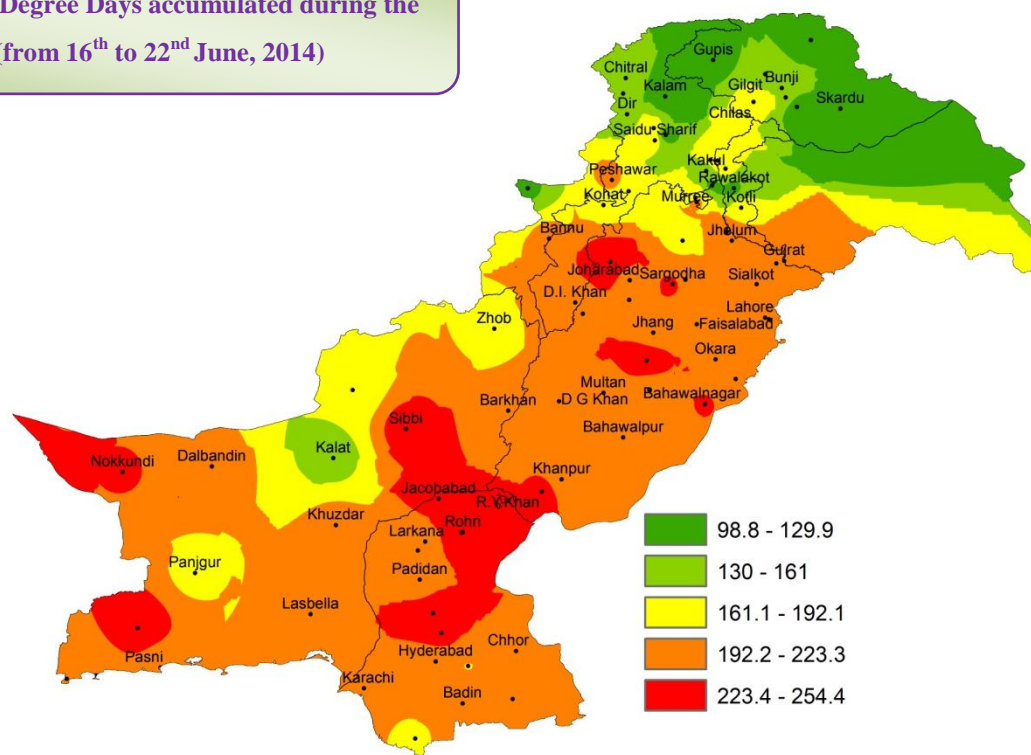 Degree Days accumulated during the
(from 16th to 22nd June, 2014)
Gupis
Chitral
Gilgit
Bunji
Kalam
Skardu
Dir
Chilas
Saidu Sharif
Kakul
Peshawar
Rawalakot
Kohat
Murree
Kotli
Bannu
Jhelum
Gujrat
Joharabad
Sargodha
Sialkot
D.I. Khan
Lahore
Zhob
Jhang
Faisalabad
Okara
Multan
Barkhan
D G Khan
Bahawalnagar
Sibbi
Bahawalpur
Kalat
Nokkundi
Dalbandin
Khanpur
Jacobabad
R.Y.Khan
Khuzdar
Rohri
Larkana
Panjgur
Padidan
Lasbella
Chhor
Pasni
Hyderabad
Karachi
Badin
98.8 - 129.9
130 - 161
161.1 - 192.1
192.2 - 223.3
223.4 - 254.4